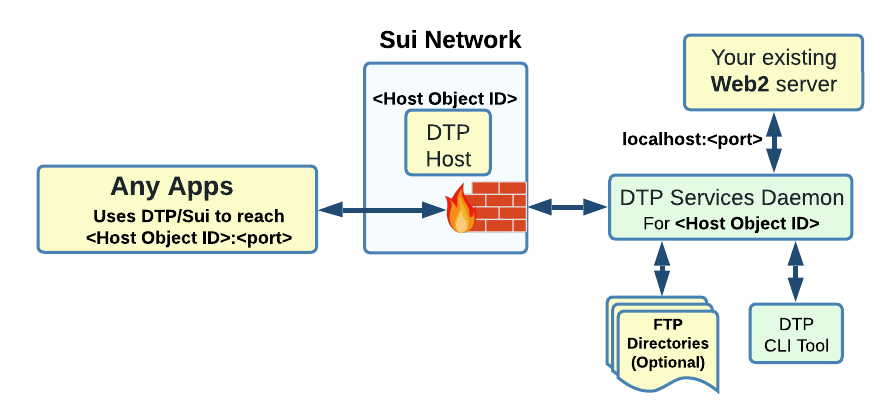 Sui Network
<Host Object ID>
DTP
Host
Any Apps
Uses DTP/Sui to reach
<Host Object ID>:<port>
Your existing
Web2 server
localhost:<port>
DTP Services Daemon
For <Host Object ID>
FTP
Directories
(Optional)
DTP
CLI Tool